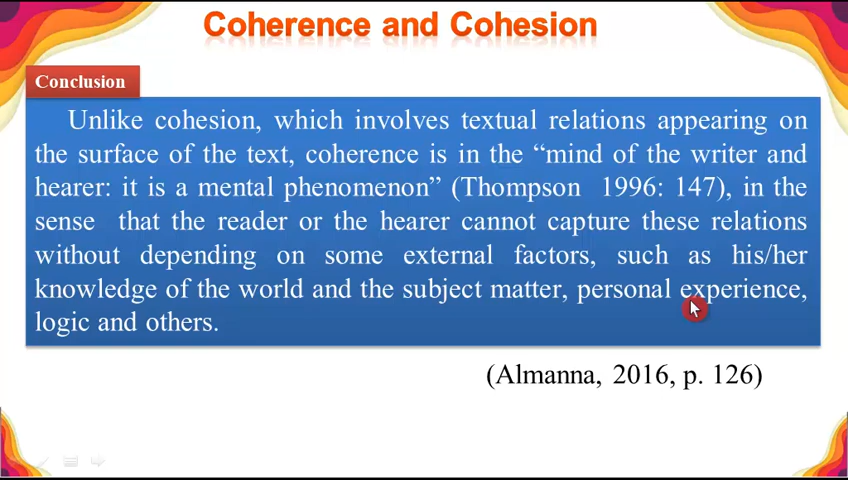 Coherence and Cohesion
Conclusion
Unlike cohesion, which involves textual relations appearing on
the surface of the text, coherence is in the “mind of the writer and
hearer: it is a mental phenomenon” (Thompson 1996: 147), in the
sense that the reader or the hearer cannot capture these relations
without depending on some external factors, such as his/her
knowledge of the world and the subject matter, personal experience,
logic and others.
(Almanna, 2016, p. 126)